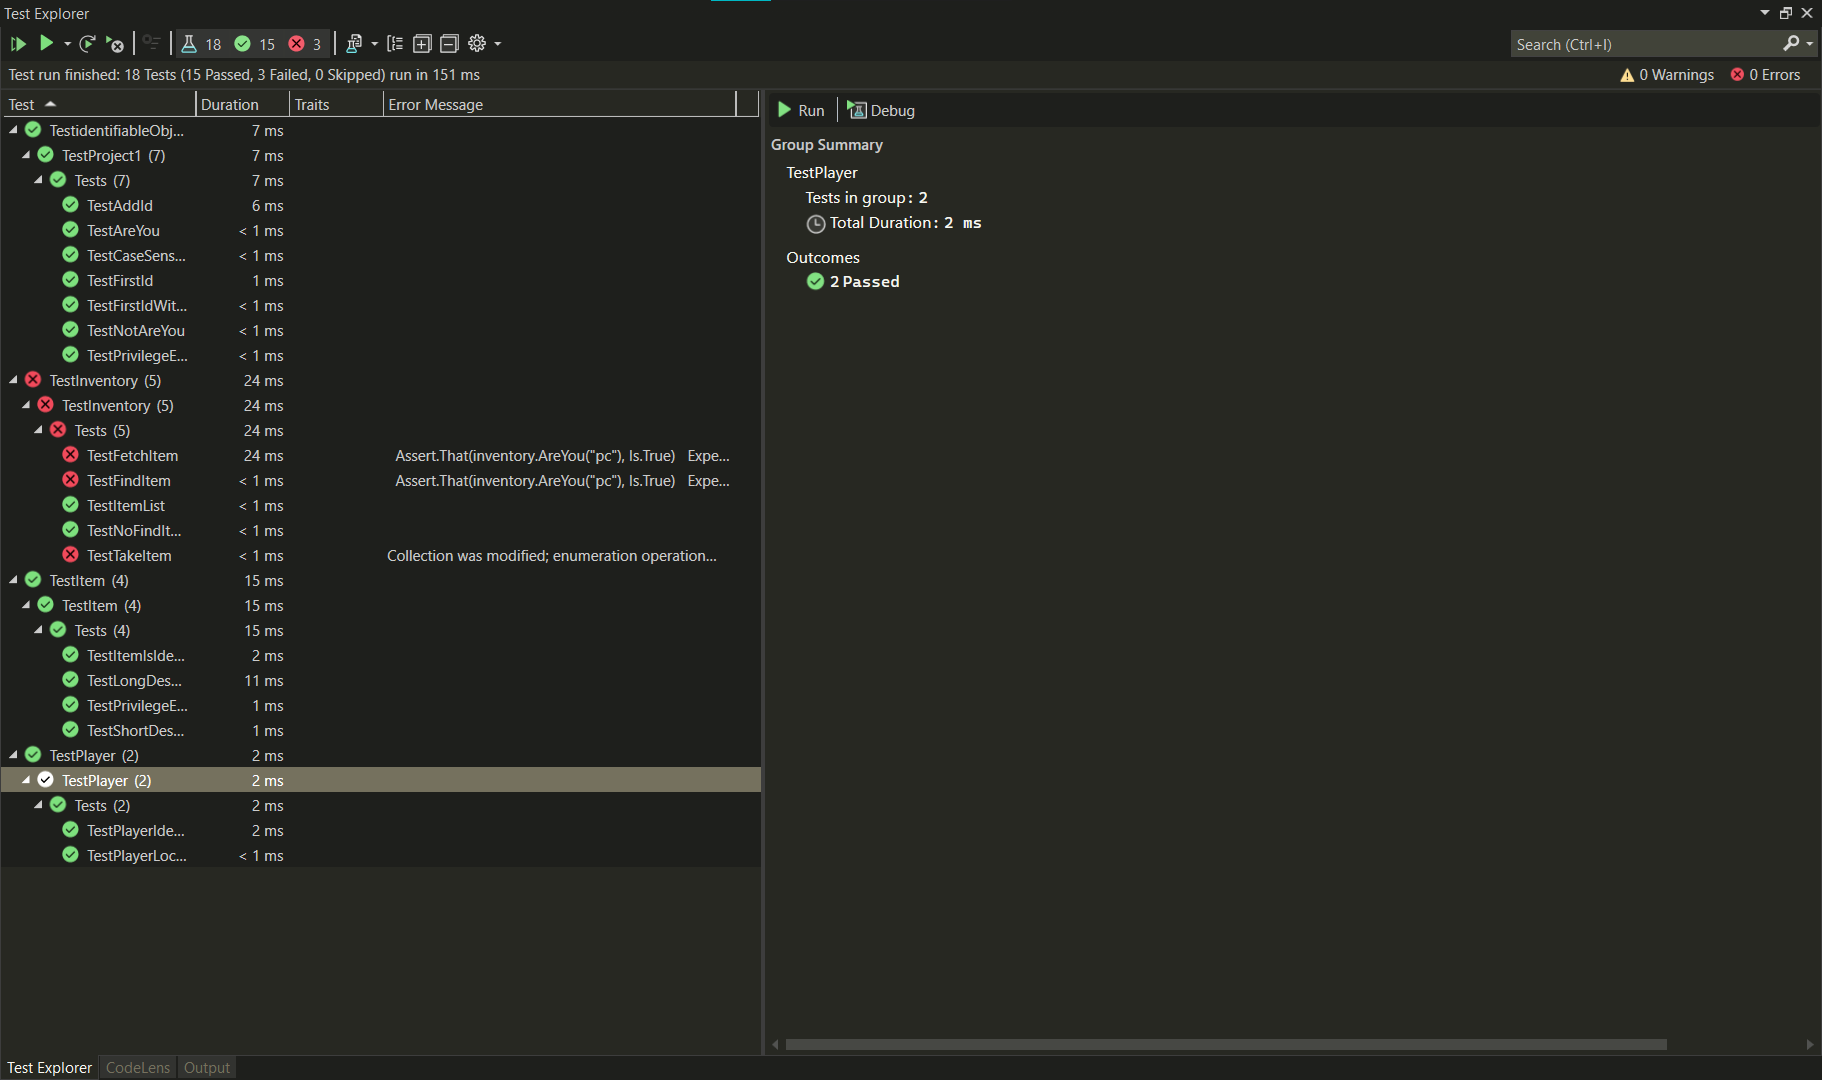 Test Explorer
18 15 3
Search (Ctrl+I)
Test run finished: 18 Tests (15 Passed, 3 Failed, 0 Skipped) run in 151 ms
0 Warnings 0 Errors
Test Duration Traits Error Message
TestidentifiableObj... 7 ms
TestProject1 (7) 7 ms
Tests (7) 7 ms
TestAddId 6 ms
TestAreYou < 1 ms
TestCaseSens... < 1 ms
TestFirstId 1 ms
TestFirstIdWit... < 1 ms
TestNotAreYou < 1 ms
TestPrivilegeE... < 1 ms
TestInventory (5) 24 ms
TestInventory (5) 24 ms
Tests (5) 24 ms
TestFetchItem 24 ms Assert.That(inventory.AreYou("pc"), Is.True) Expe...
TestFindItem < 1 ms Assert.That(inventory.AreYou("pc"), Is.True) Expe...
TestItemList < 1 ms
TestNoFindIt... < 1 ms
TestTakeItem < 1 ms Collection was modified; enumeration operation...
TestItem (4) 15 ms
TestItem (4) 15 ms
Tests (4) 15 ms
TestItemIsIde... 2 ms
TestLongDes... 11 ms
TestPrivilegeE... 1 ms
TestShortDes... 1 ms
TestPlayer (2) 2 ms
TestPlayer (2) 2 ms
Tests (2) 2 ms
TestPlayerIde... 2 ms
TestPlayerLoc... < 1 ms
Run Debug
Group Summary
TestPlayer
Tests in group: 2
Total Duration: 2 ms
Outcomes
2 Passed
Test Explorer CodeLens Output